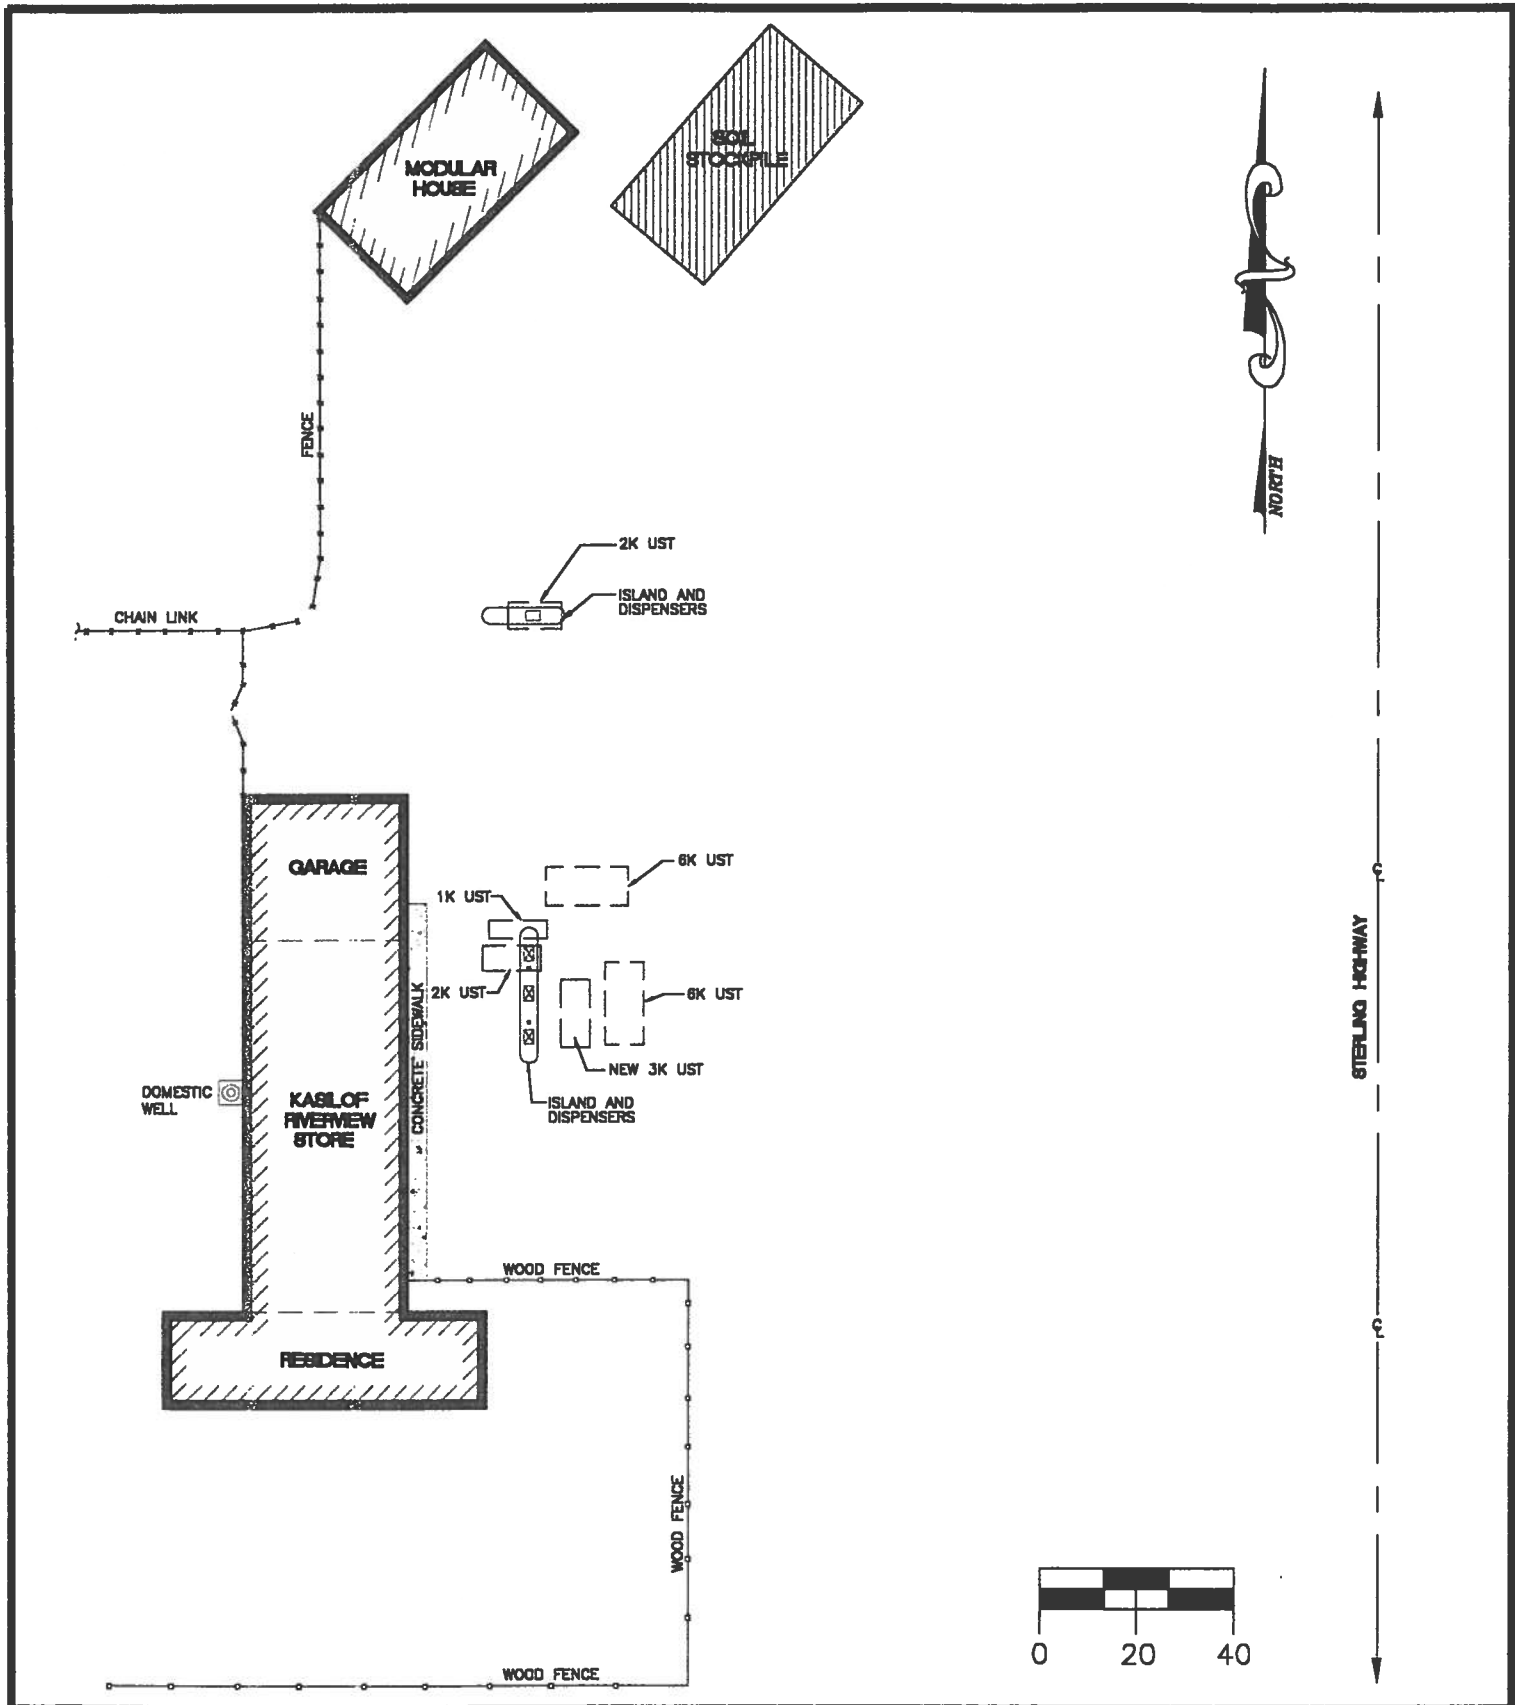 MODULAR
HOUSE
SOIL
STOCKPILE
NORTH
FENCE
2K UST
ISLAND AND
DISPENSERS
CHAIN LINK
GARAGE
6K UST
1K UST
2K UST
6K UST
NEW 3K UST
ISLAND AND
DISPENSERS
CONCRETE SIDEWALK
DOMESTIC
WELL
KASILOF
RIVERVIEW
STORE
STERLING HIGHWAY
WOOD FENCE
RESIDENCE
WOOD FENCE
WOOD FENCE
0 20 40